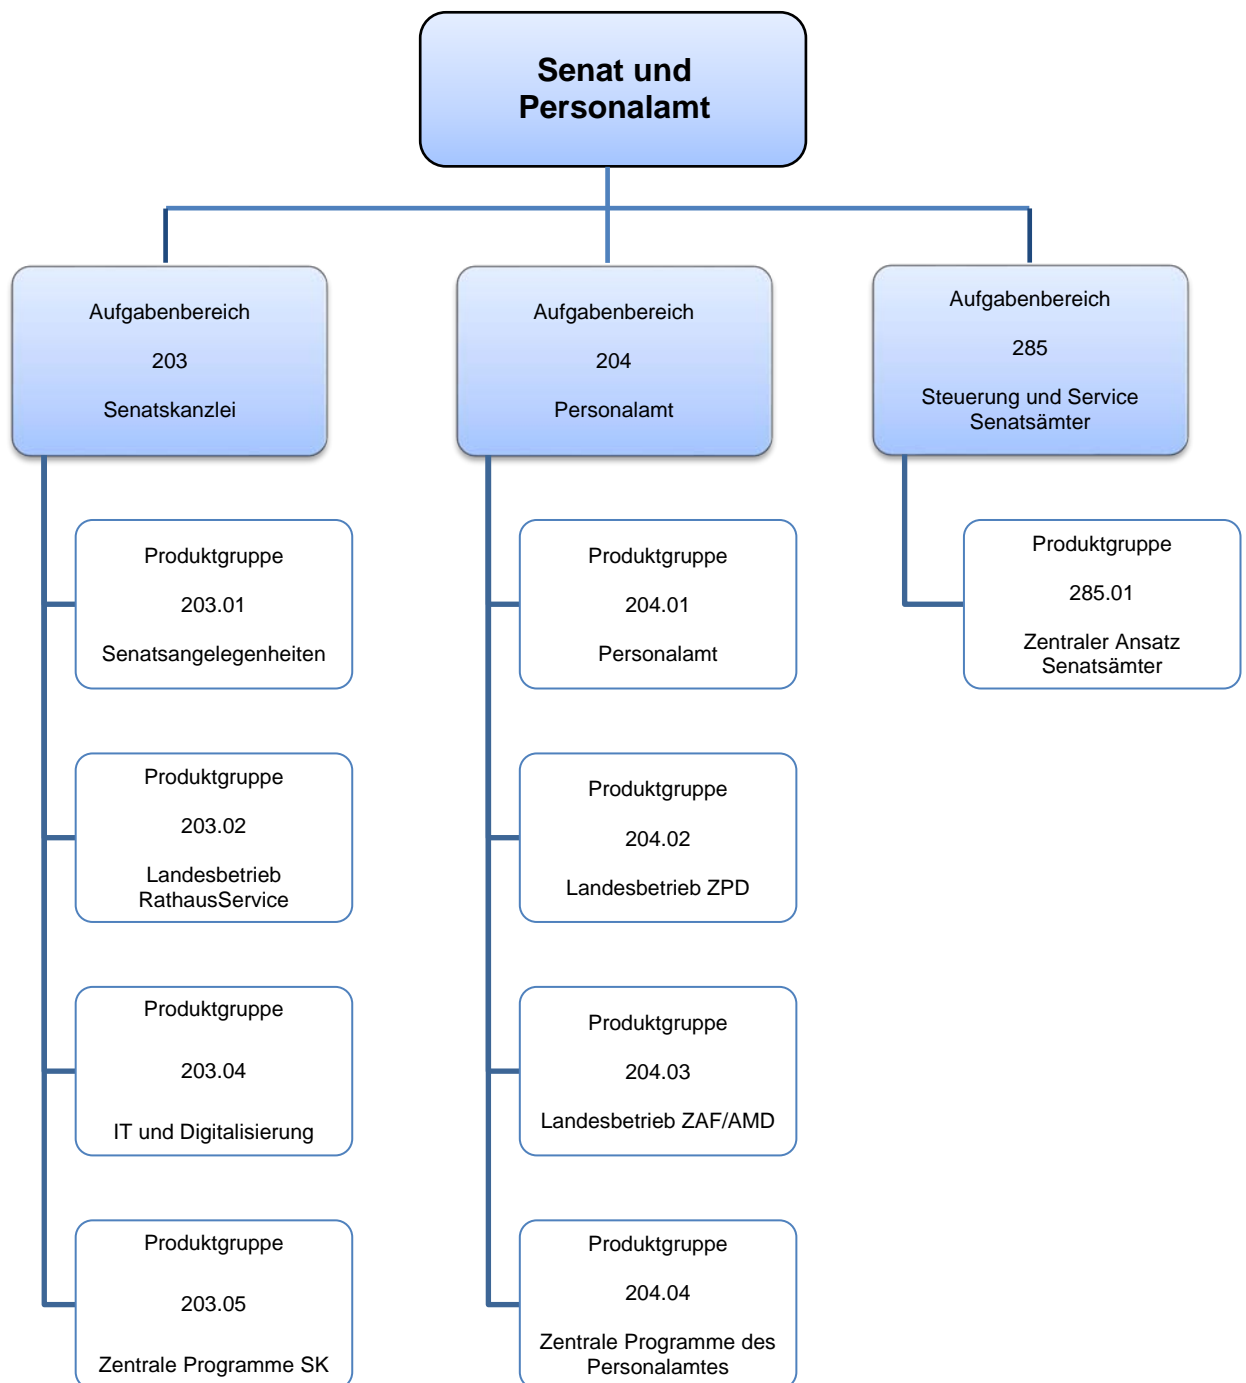 Senat und
Personalamt
Aufgabenbereich
203
Senatskanzlei
Aufgabenbereich
204
Personalamt
Aufgabenbereich
285
Steuerung und Service
Senatsämter
Produktgruppe
203.01
Senatsangelegenheiten
Produktgruppe
204.01
Personalamt
Produktgruppe
285.01
Zentraler Ansatz
Senatsämter
Produktgruppe
203.02
Landesbetrieb
RathausService
Produktgruppe
204.02
Landesbetrieb ZPD
Produktgruppe
203.04
IT und Digitalisierung
Produktgruppe
204.03
Landesbetrieb ZAF/AMD
Produktgruppe
203.05
Zentrale Programme SK
Produktgruppe
204.04
Zentrale Programme des
Personalamtes